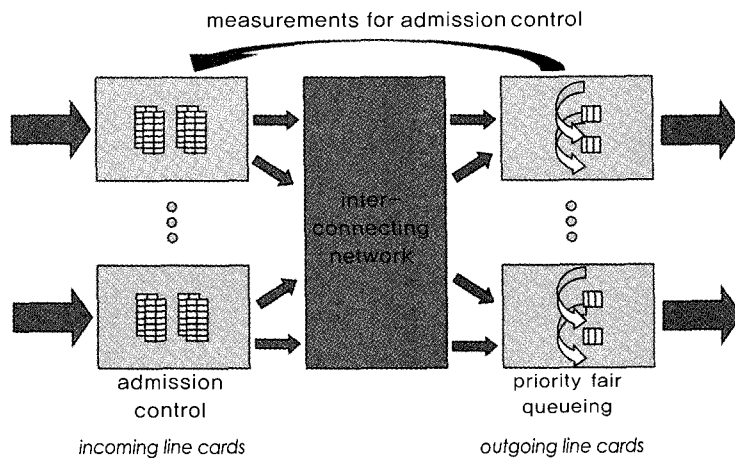 measurements for admission control
inter-
connecting
network
admission
control
priority fair
queueing
incoming line cards
outgoing line cards